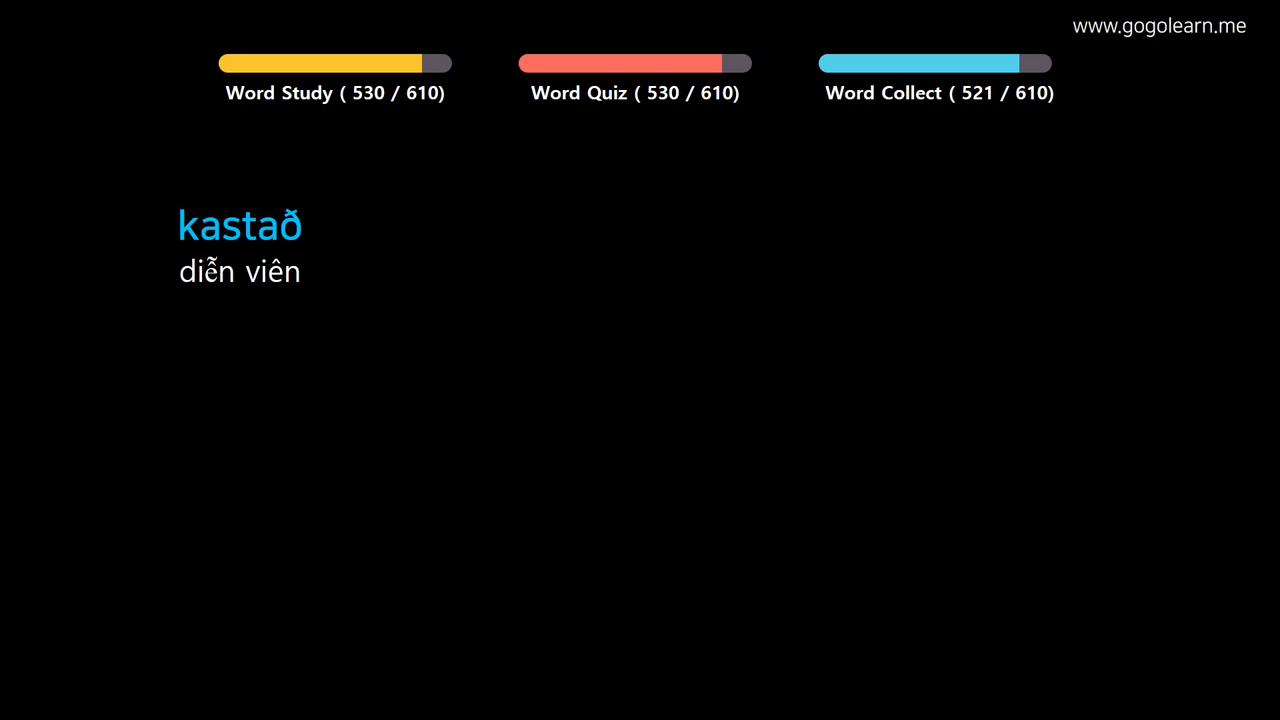 www.gogolearn.me
Word Study ( 530 / 610)
Word Quiz ( 530 / 610)
Word Collect ( 521 / 610)
kastað
diễn viên